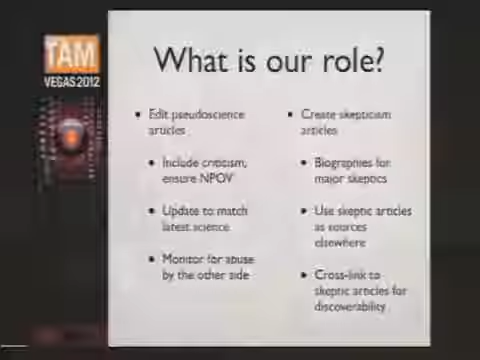 TAM
VEGAS 2012
What is our role?
• Edit pseudoscience
articles
• Include criticism,
ensure NPOV
• Update to match
latest science
• Monitor for abuse
by the other side
• Create skepticism
articles
• Biographies for
major skeptics
• Use skeptic articles
as sources
elsewhere
• Cross-link to
skeptic articles for
discoverability